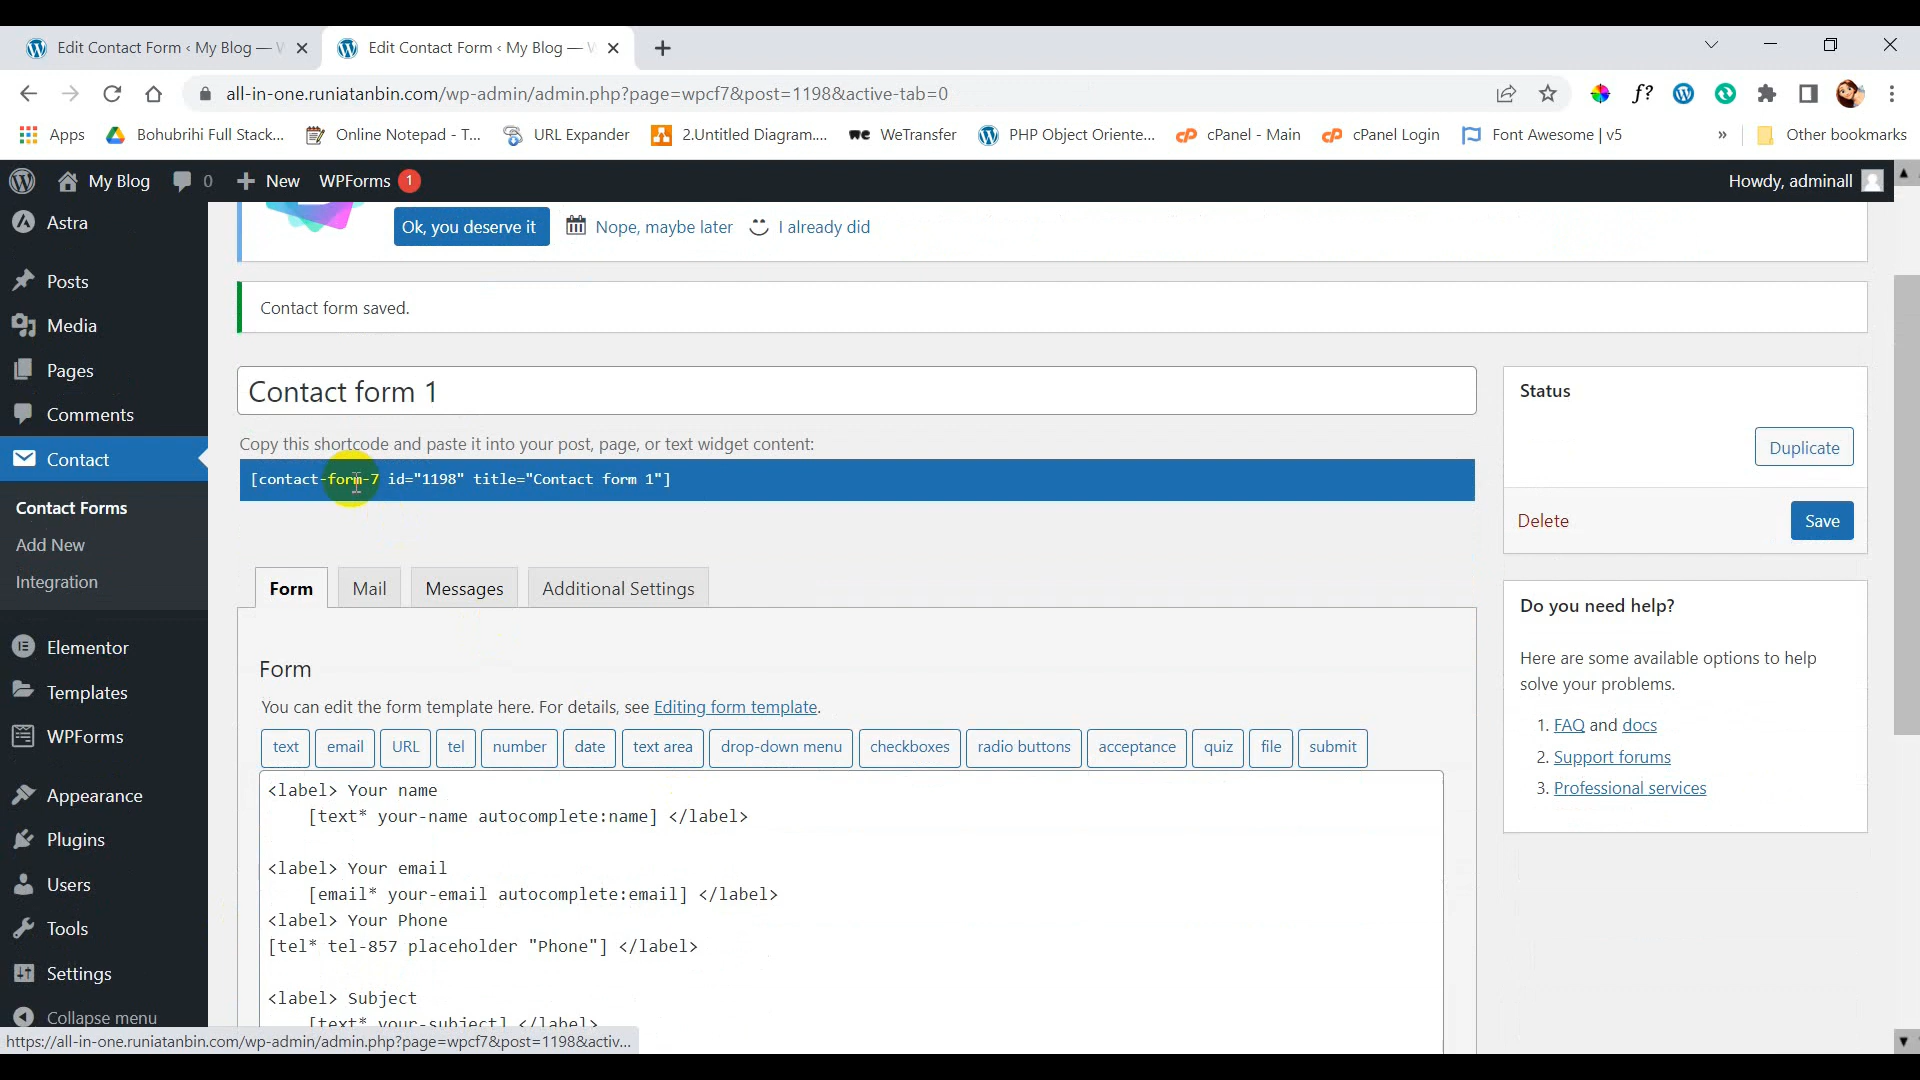 Edit Contact Form ‹ My Blog —
Edit Contact Form ‹ My Blog —
all-in-one.runiatanbin.com/wp-admin/admin.php?page=wpcf7&post=1198&active-tab=0
f?
Apps
Bohubrihi Full Stack...
Online Notepad - T...
URL Expander
2.Untitled Diagram....
we WeTransfer
PHP Object Oriente...
cP cPanel - Main
cP cPanel Login
Font Awesome | v5
»
Other bookmarks
My Blog
0
New
WPForms 1
Howdy, adminall
Astra
Ok, you deserve it
Nope, maybe later
I already did
Posts
Contact form saved.
Media
Pages
Contact form 1
Status
Comments
Copy this shortcode and paste it into your post, page, or text widget content:
Duplicate
Contact
[contact-form-7 id="1198" title="Contact form 1"]
Contact Forms
Delete
Save
Add New
Integration
Form
Mail
Messages
Additional Settings
Do you need help?
Elementor
Form
Here are some available options to help
solve your problems.
Templates
You can edit the form template here. For details, see Editing form template.
1. FAQ and docs
WPForms
text
email
URL
tel
number
date
text area
drop-down menu
checkboxes
radio buttons
acceptance
quiz
file
submit
2. Support forums
3. Professional services
Appearance
<label> Your name
[text* your-name autocomplete:name] </label>
Plugins
<label> Your email
Users
[email* your-email autocomplete:email] </label>
<label> Your Phone
Tools
[tel* tel-857 placeholder "Phone"] </label>
Settings
<label> Subject
Collapse menu
[text* your-subject] </label>
https://all-in-one.runiatanbin.com/wp-admin/admin.php?page=wpcf7&post=1198&activ...